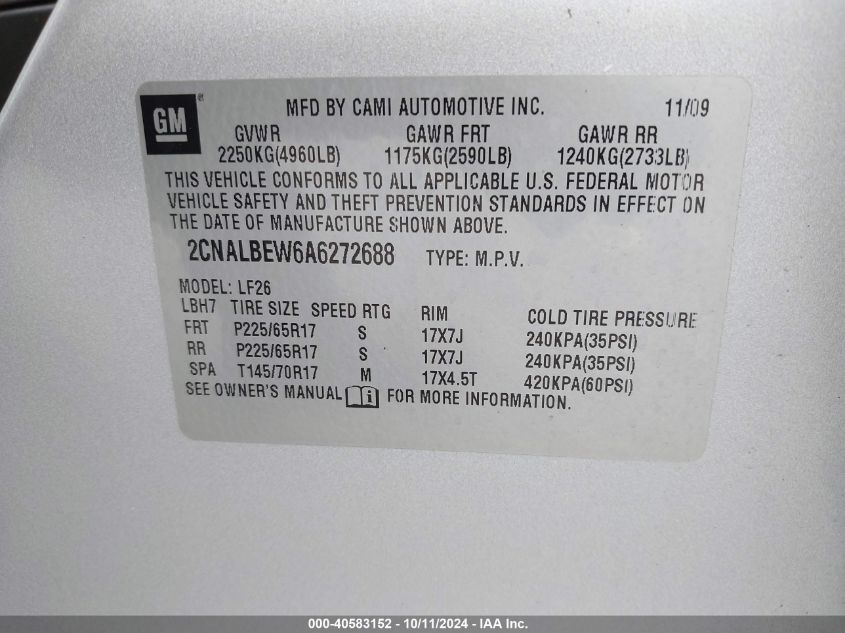 GM ® MFD BY CAMI AUTOMOTIVE INC. 11/09
GVWR GAWR FRT GAWR RR
2250KG(4960LB) 1175KG(2590LB) 1240KG(2733LB)
THIS VEHICLE CONFORMS TO ALL APPLICABLE U.S. FEDERAL MOTOR
VEHICLE SAFETY AND THEFT PREVENTION STANDARDS IN EFFECT ON
THE DATE OF MANUFACTURE SHOWN ABOVE.
2CNALBEW6A6272688 TYPE: M.P.V.
MODEL: LF26
LBH7 TIRE SIZE SPEED RTG RIM COLD TIRE PRESSURE
FRT P225/65R17 S 17X7J 240KPA(35PSI)
RR P225/65R17 S 17X7J 240KPA(35PSI)
SPA T145/70R17 M 17X4.5T 420KPA(60PSI)
SEE OWNER'S MANUAL i FOR MORE INFORMATION.
000-40583152 - 10/11/2024 - IAA Inc.